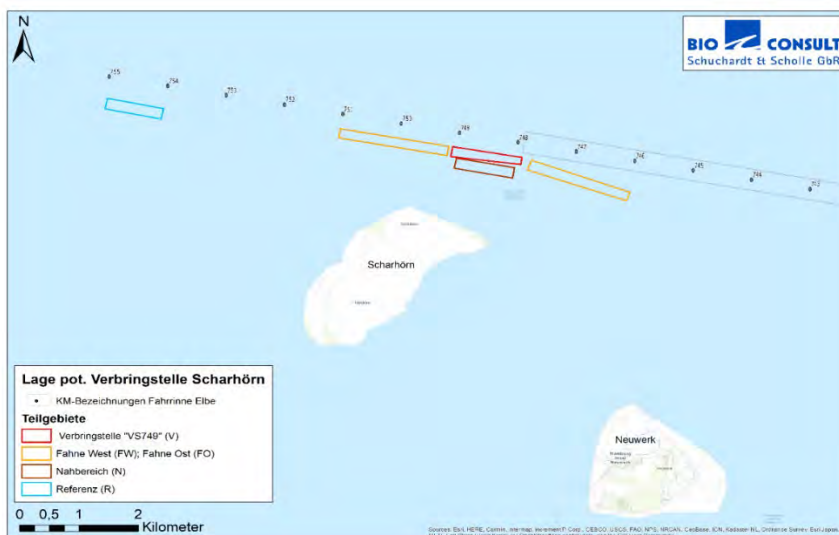 N
BIO CONSULT
Schuchardt & Scholle GbR
755
754
753
752
751
750
749
748
747
746
745
744
743
Scharhörn
Neuwerk
Lage pot. Verbringstelle Scharhörn
KM-Bezeichnungen Fahrrinne Elbe
Teilgebiete
Verbringstelle "VS749" (V)
Fahne West (FW); Fahne Ost (FO)
Nahbereich (N)
Referenz (R)
0 0,5 1 2
Kilometer